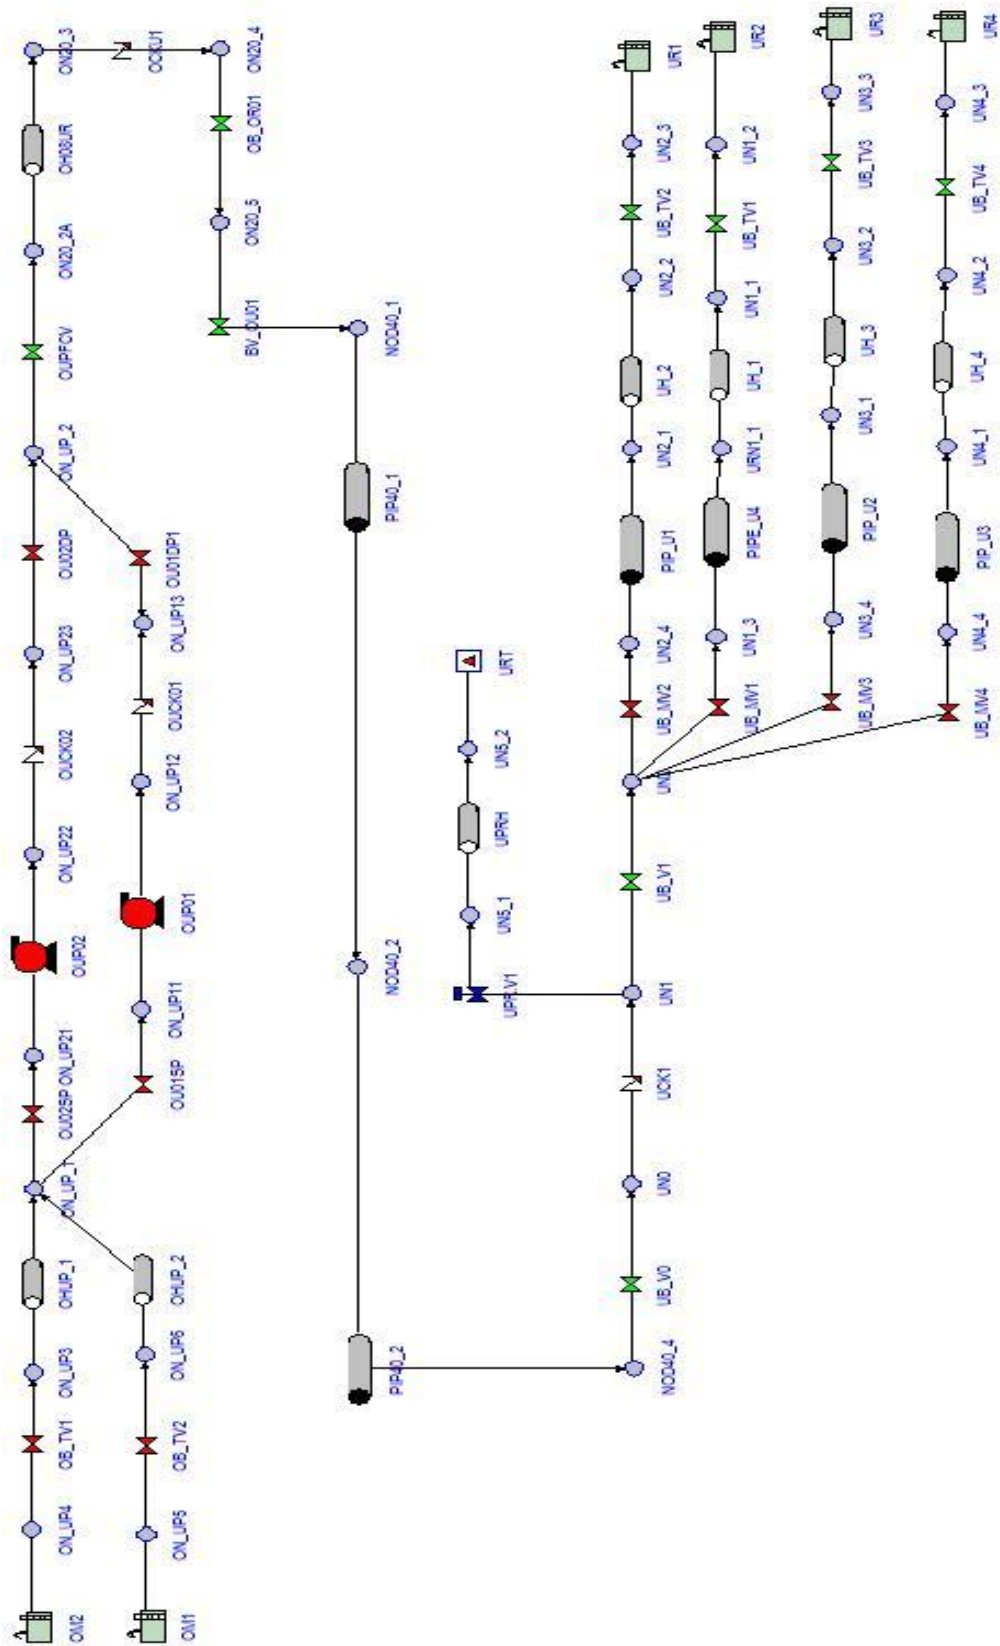 OM2
ON_UP4
OB_TV1
ON_UP3
OHUP_1
ON_UP_1
OU02SP
ON_UP21
OUP02
ON_UP22
OUCK02
ON_UP23
OU02DP
ON_UP_2
OUPFCV
ON20_2A
OH06UR
ON20_3
OCKU1
OM1
ON_UP5
OB_TV2
ON_UP6
OHUP_2
OU01SP
ON_UP11
OUP01
ON_UP12
OUCK01
ON_UP13
OU01DP1
BV_OU01
ON20_5
OB_OR01
ON20_4
PIP40_2
NOD40_2
PIP40_1
NOD40_1
UPR.V1
UN5_1
UPRH
UN5_2
URT
NOD40_4
UB_V0
UN0
UCK1
UN1
UB_V1
UB_MV2
UN2_4
PIP_U1
UN2_1
UH_2
UN2_2
UB_TV2
UN2_3
UR1
UB_MV1
UN1_3
PIPE_U4
URN1_1
UH_1
UN1_1
UB_TV1
UN1_2
UR2
UB_MV3
UN3_4
PIP_U2
UN3_1
UH_3
UN3_2
UB_TV3
UN3_3
UR3
UB_MV4
UN4_4
PIP_U3
UN4_1
UH_4
UN4_2
UB_TV4
UN4_3
UR4